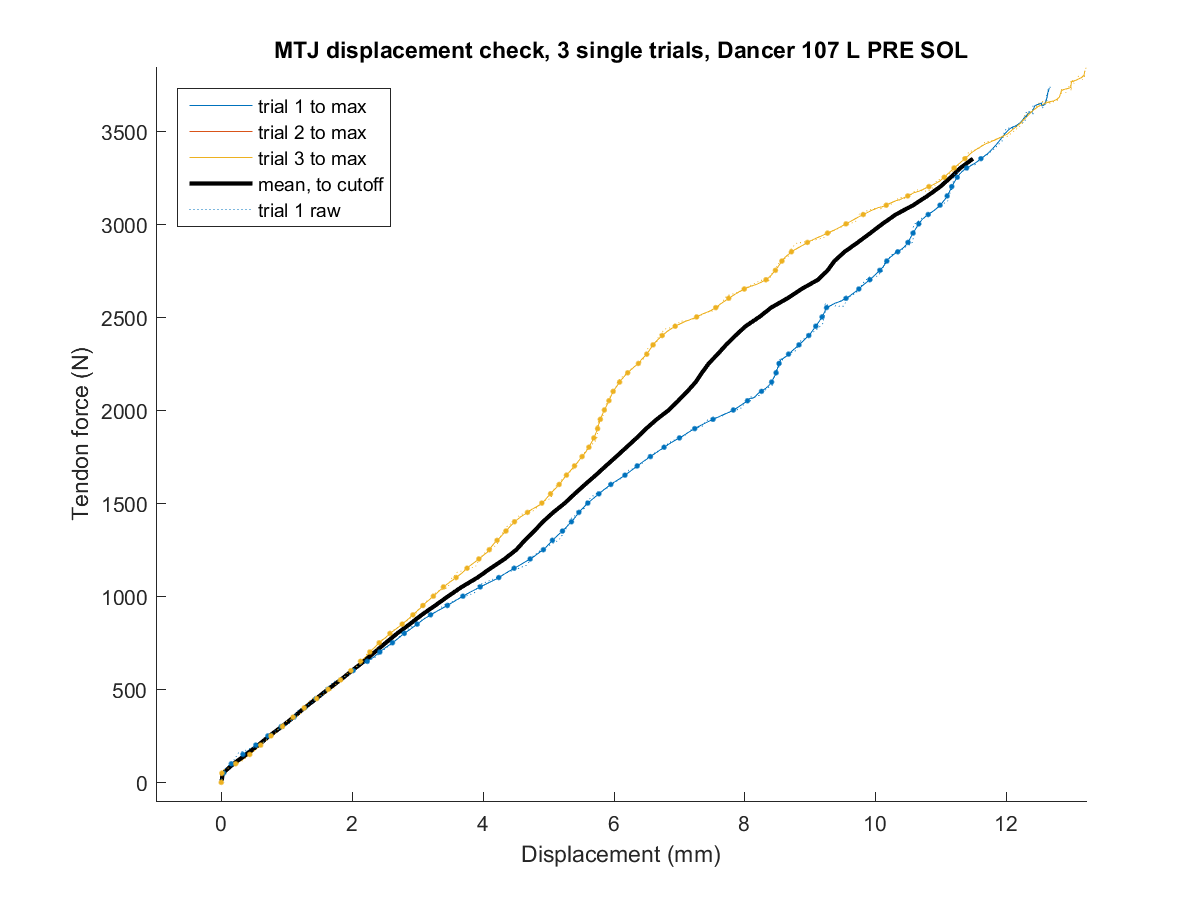 MTJ displacement check, 3 single trials, Dancer 107 L PRE SOL
trial 1 to max
trial 2 to max
trial 3 to max
mean, to cutoff
trial 1 raw
Tendon force (N)
3500
3000
2500
2000
1500
1000
500
0
0 2 4 6 8 10 12
Displacement (mm)